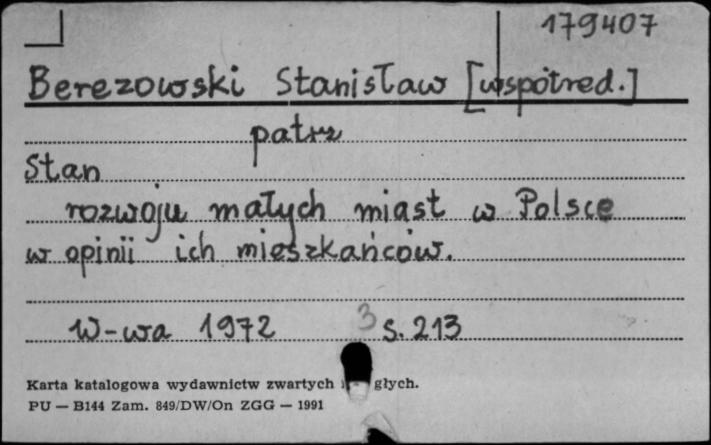 179407
Berezowski Stanisław [współred.]
patrz
Stan
rozwoju małych miast w Polsce
w opinii ich mieszkańców.
W-wa 1972 3 s. 213
Karta katalogowa wydawnictw zwartych głych.
PU — B144 Zam. 849/DW/On ZGG — 1991